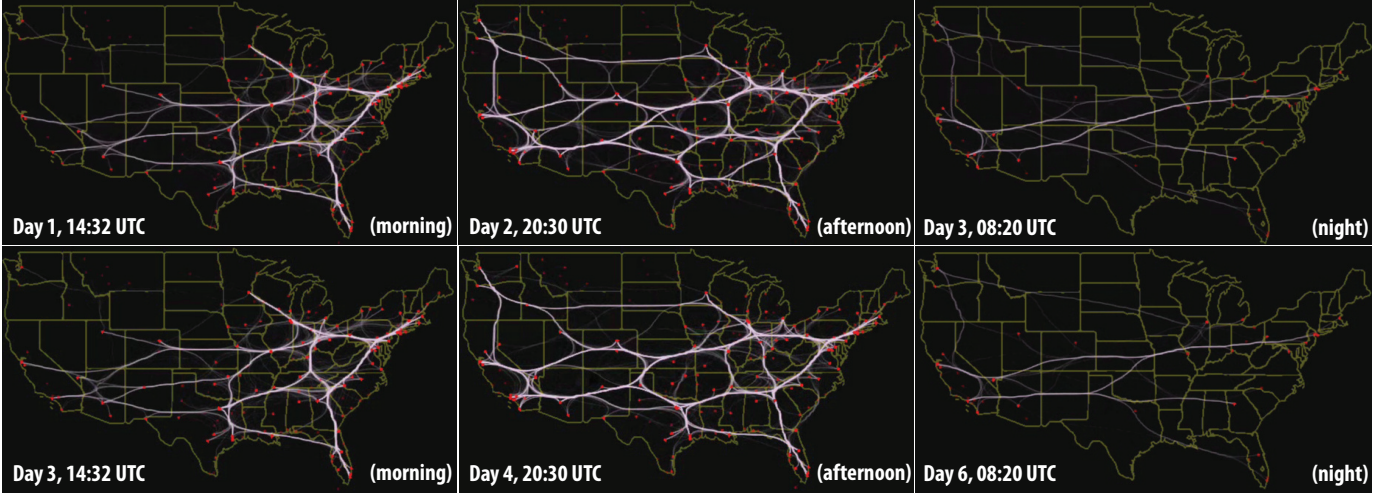 Day 1, 14:32 UTC (morning)
Day 2, 20:30 UTC (afternoon)
Day 3, 08:20 UTC (night)
Day 3, 14:32 UTC (morning)
Day 4, 20:30 UTC (afternoon)
Day 6, 08:20 UTC (night)